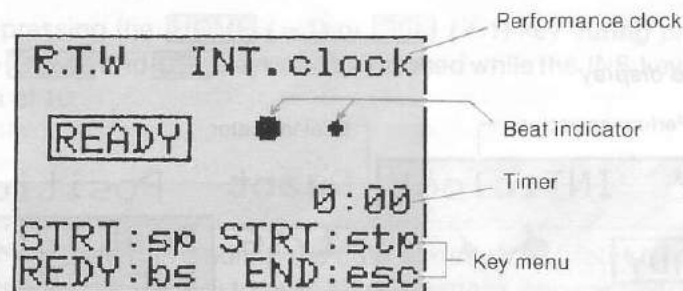 Performance clock
R.T.W INT.clock
READY
Beat indicator
Timer
0:00
STRT:sp STRT:stp
REDY:bs END:esc
Key menu